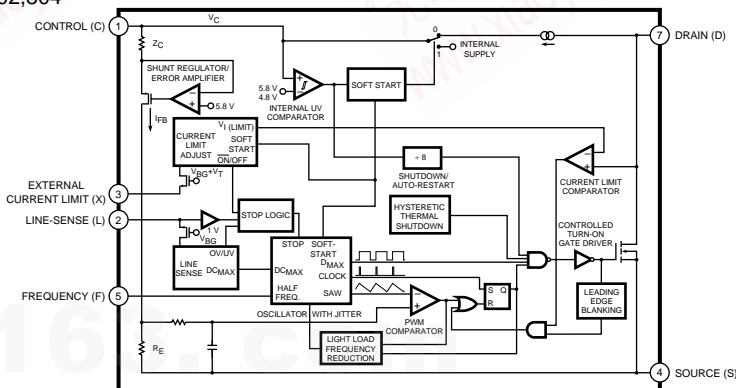 CONTROL (C)
1
VC
ZC
0
1
INTERNAL
SUPPLY
7
DRAIN (D)
SHUNT REGULATOR/
ERROR AMPLIFIER
-
+
5.8 V
IFB
+
-
5.8 V
4.8 V
INTERNAL UV
COMPARATOR
SOFT START
CURRENT
LIMIT
ADJUST
VI (LIMIT)
SOFT
START
ON/OFF
÷ 8
SHUTDOWN/
AUTO-RESTART
-
+
CURRENT LIMIT
COMPARATOR
VBG+VT
EXTERNAL
CURRENT LIMIT (X)
3
HYSTERETIC
THERMAL
SHUTDOWN
CONTROLLED
TURN-ON
GATE DRIVER
LINE-SENSE (L)
2
1 V
VBG
STOP LOGIC
LINE
SENSE
OV/UV
DCMAX
STOP
SOFT-
START
DCMAX
DMAX
CLOCK
HALF
FREQ.
SAW
OSCILLATOR WITH JITTER
S
Q
R
LEADING
EDGE
BLANKING
FREQUENCY (F)
5
-
+
PWM
COMPARATOR
LIGHT LOAD
FREQUENCY
REDUCTION
RE
4
SOURCE (S)